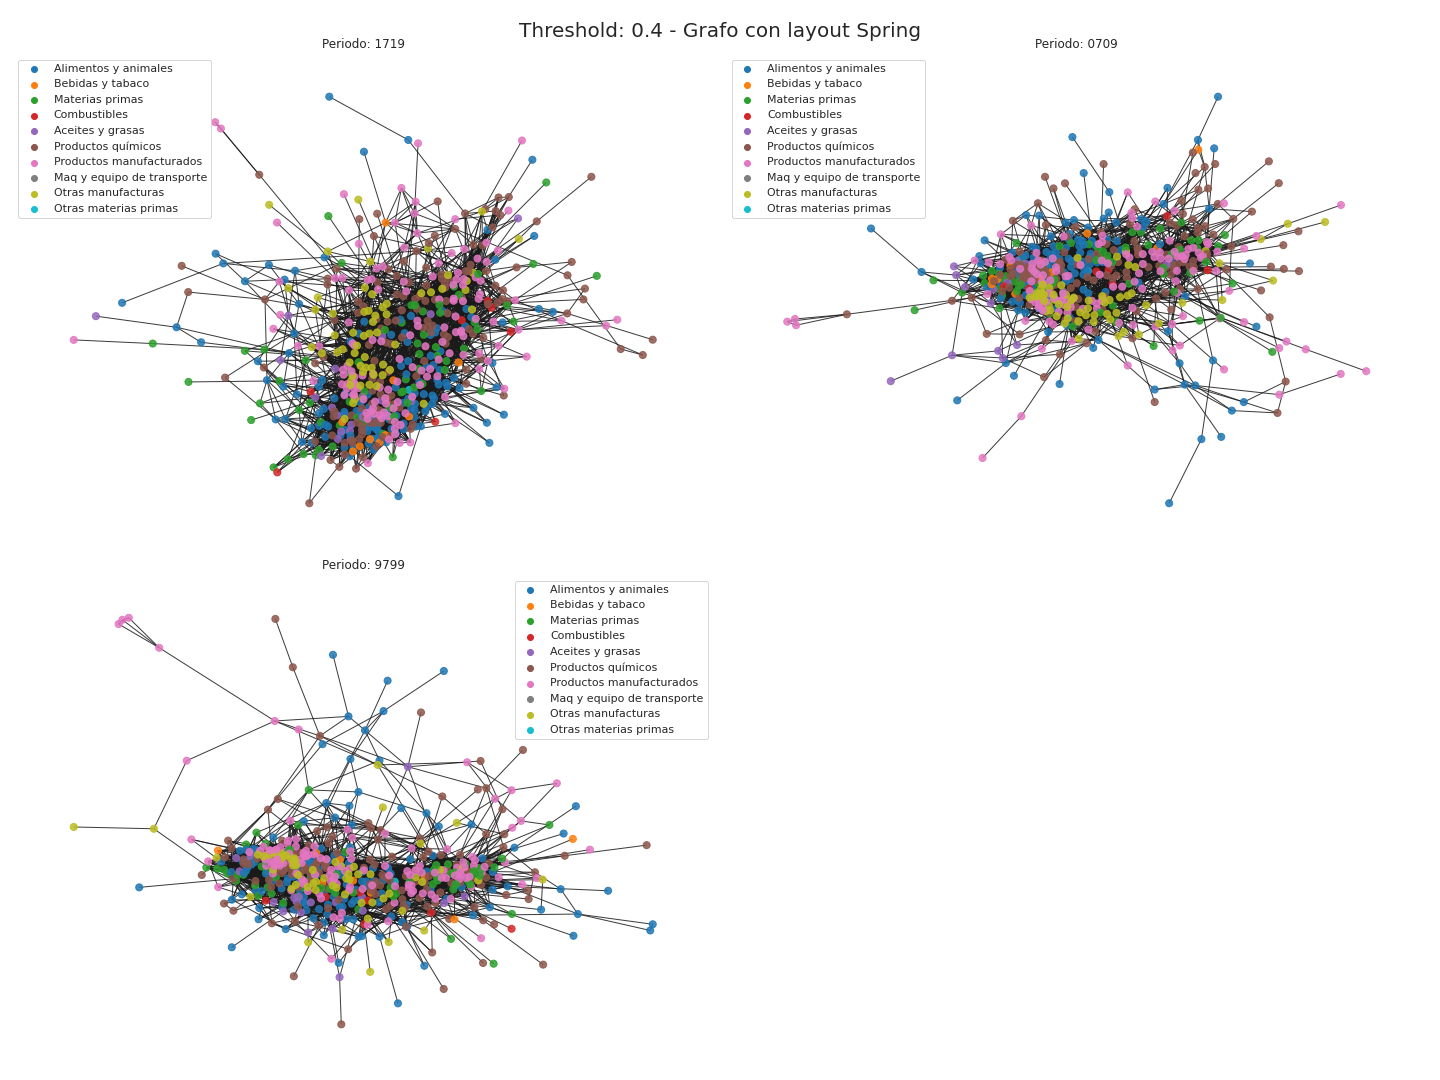 Threshold: 0.4 - Grafo con layout Spring
Periodo: 1719
Alimentos y animales
Bebidas y tabaco
Materias primas
Combustibles
Aceites y grasas
Productos químicos
Productos manufacturados
Maq y equipo de transporte
Otras manufacturas
Otras materias primas
Periodo: 0709
Alimentos y animales
Bebidas y tabaco
Materias primas
Combustibles
Aceites y grasas
Productos químicos
Productos manufacturados
Maq y equipo de transporte
Otras manufacturas
Otras materias primas
Periodo: 9799
Alimentos y animales
Bebidas y tabaco
Materias primas
Combustibles
Aceites y grasas
Productos químicos
Productos manufacturados
Maq y equipo de transporte
Otras manufacturas
Otras materias primas